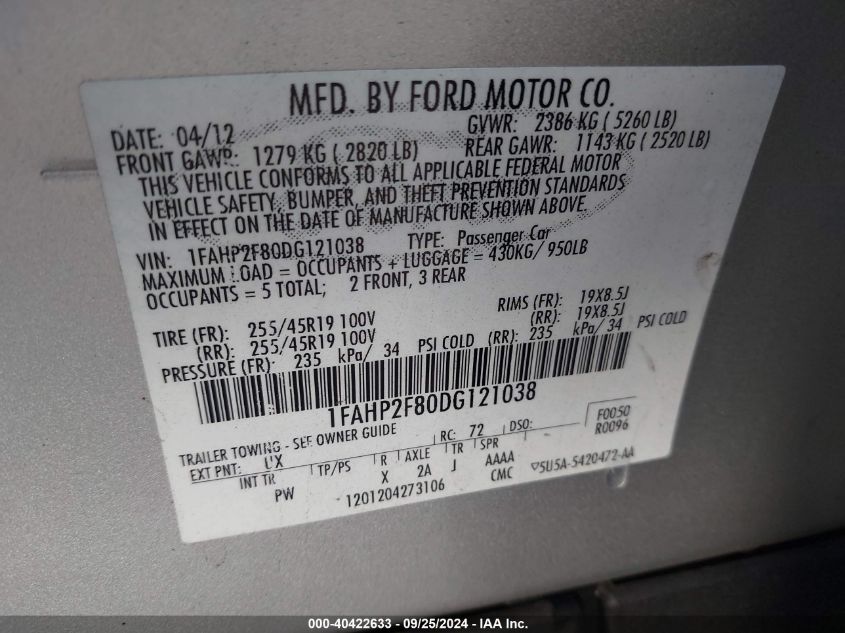 MFD. BY FORD MOTOR CO.
DATE: 04/12 GVWR: 2386 KG ( 5260 LB)
FRONT GAWR: 1279 KG ( 2820 LB) REAR GAWR: 1143 KG ( 2520 LB)
THIS VEHICLE CONFORMS TO ALL APPLICABLE FEDERAL MOTOR
VEHICLE SAFETY, BUMPER, AND THEFT PREVENTION STANDARDS
IN EFFECT ON THE DATE OF MANUFACTURE SHOWN ABOVE.
VIN: 1FAHP2F80DG121038 TYPE: Passenger Car
MAXIMUM LOAD = OCCUPANTS + LUGGAGE = 430KG/ 950LB
OCCUPANTS = 5 TOTAL; 2 FRONT, 3 REAR
TIRE (FR): 255/45R19 100V RIMS (FR): 19X8.5J
(RR): 255/45R19 100V (RR): 19X8.5J
PRESSURE (FR): 235 kPa/ 34 PSI COLD (RR): 235 kPa/ 34 PSI COLD
1FAHP2F80DG121038
F0050
TRAILER TOWING - SEE OWNER GUIDE RC: 72 DSO: R0096
EXT PNT: UX
INT TR TP/PS R AXLE TR SPR
PW X 2A J AAAA
1201204273106 CMC ▽5U5A-5420472-AA
000-40422633 - 09/25/2024 - IAA Inc.